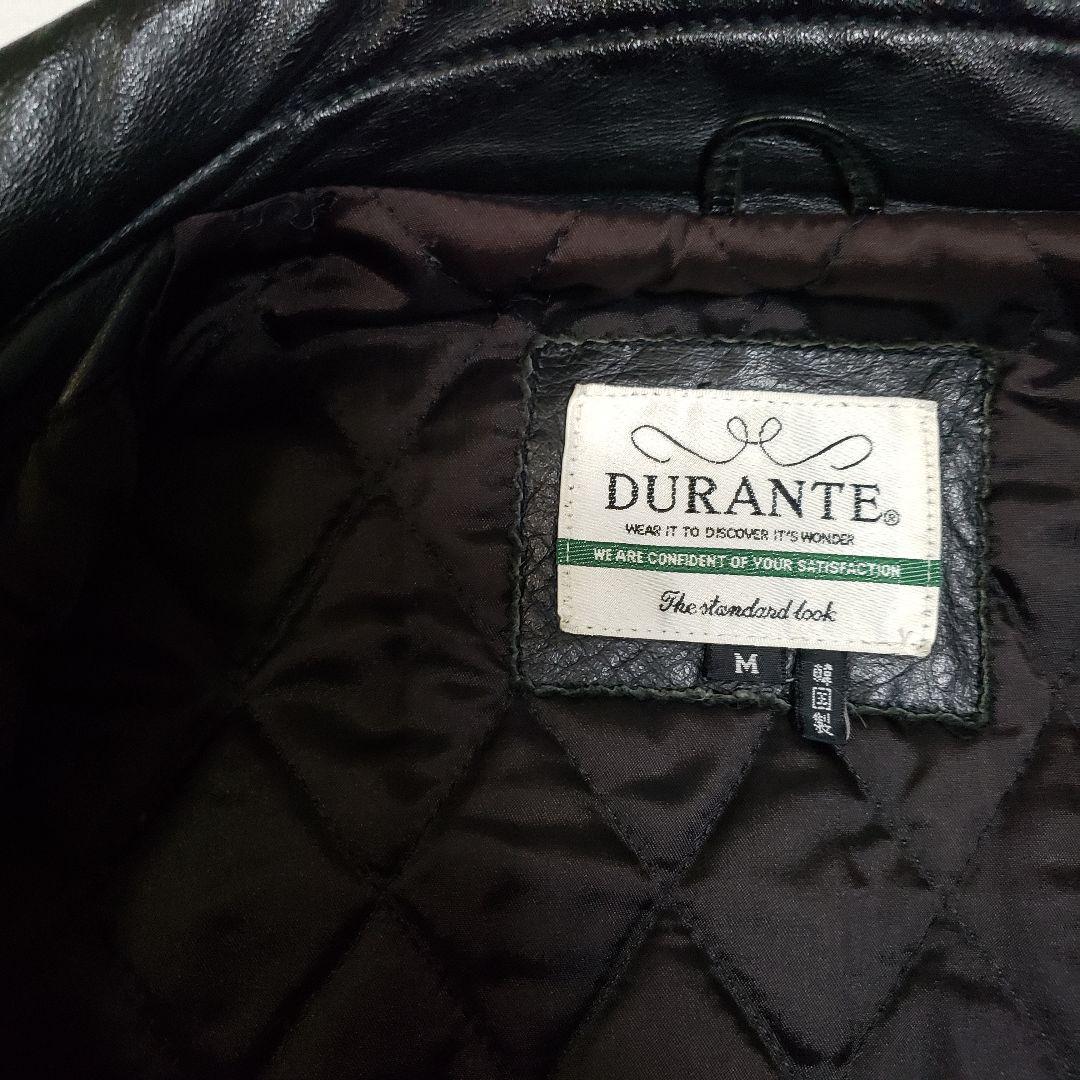 DURANTE®
WEAR IT TO DISCOVER IT'S WONDER
WE ARE CONFIDENT OF YOUR SATISFACTION
The standard look
M
韓国製